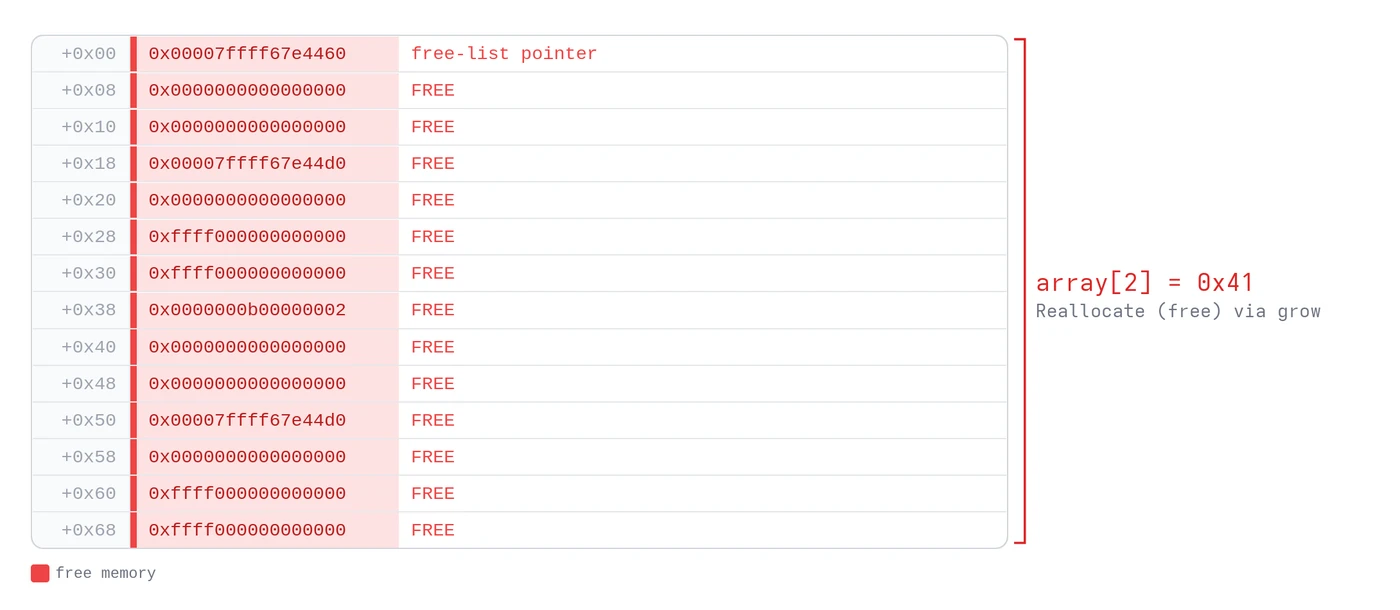 +0x00 0x00007ffff67e4460 free-list pointer
+0x08 0x0000000000000000 FREE
+0x10 0x0000000000000000 FREE
+0x18 0x00007ffff67e44d0 FREE
+0x20 0x0000000000000000 FREE
+0x28 0xffff000000000000 FREE
+0x30 0xffff000000000000 FREE
array[2] = 0x41
+0x38 0x0000000b00000002 FREE
Reallocate (free) via grow
+0x40 0x0000000000000000 FREE
+0x48 0x0000000000000000 FREE
+0x50 0x00007ffff67e44d0 FREE
+0x58 0x0000000000000000 FREE
+0x60 0xffff000000000000 FREE
+0x68 0xffff000000000000 FREE
free memory